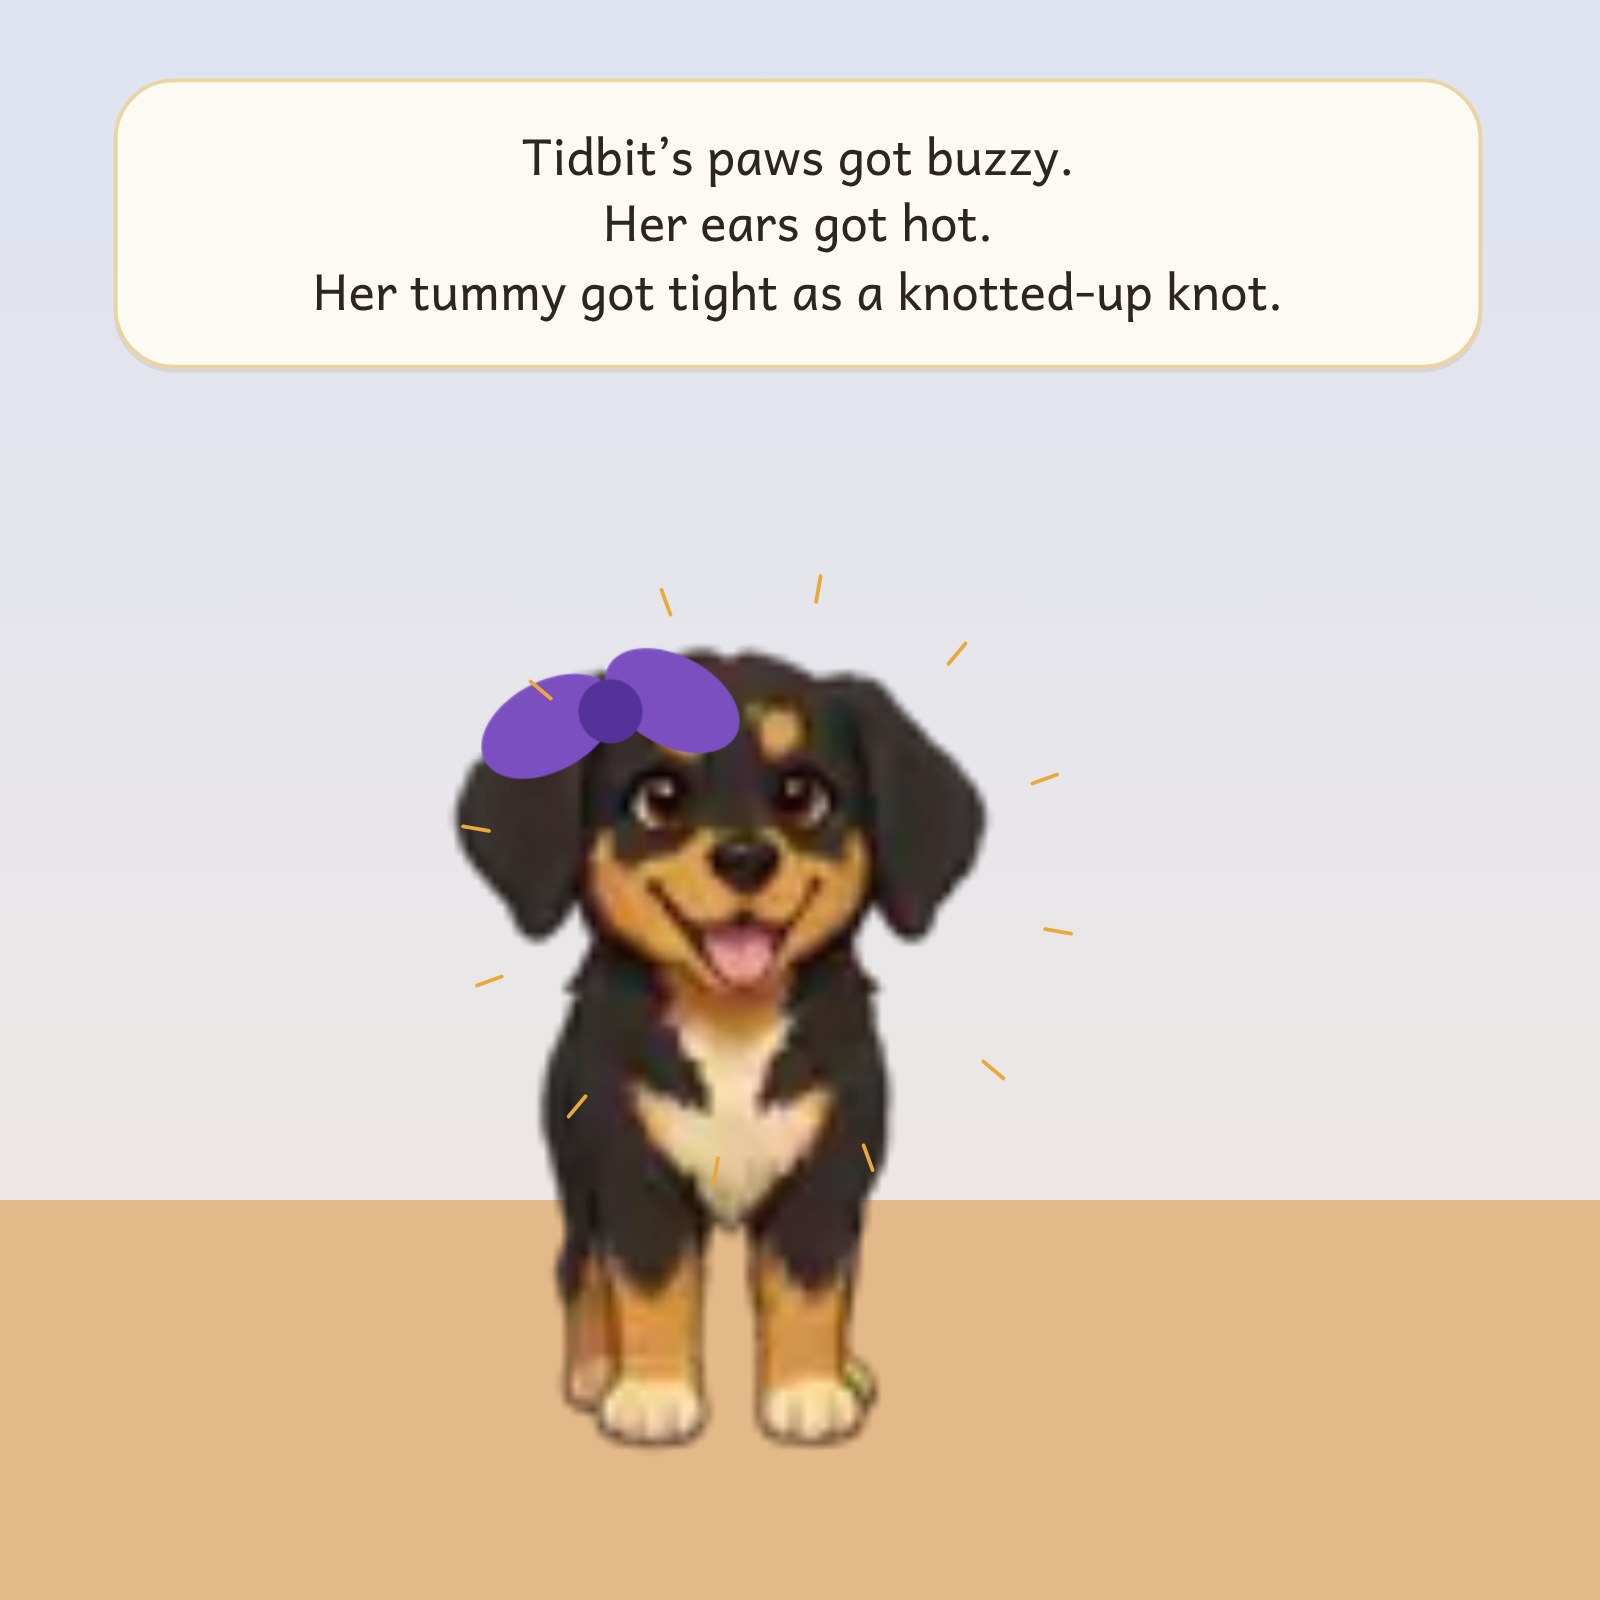 Tidbit’s paws got buzzy.
Her ears got hot.
Her tummy got tight as a knotted-up knot.